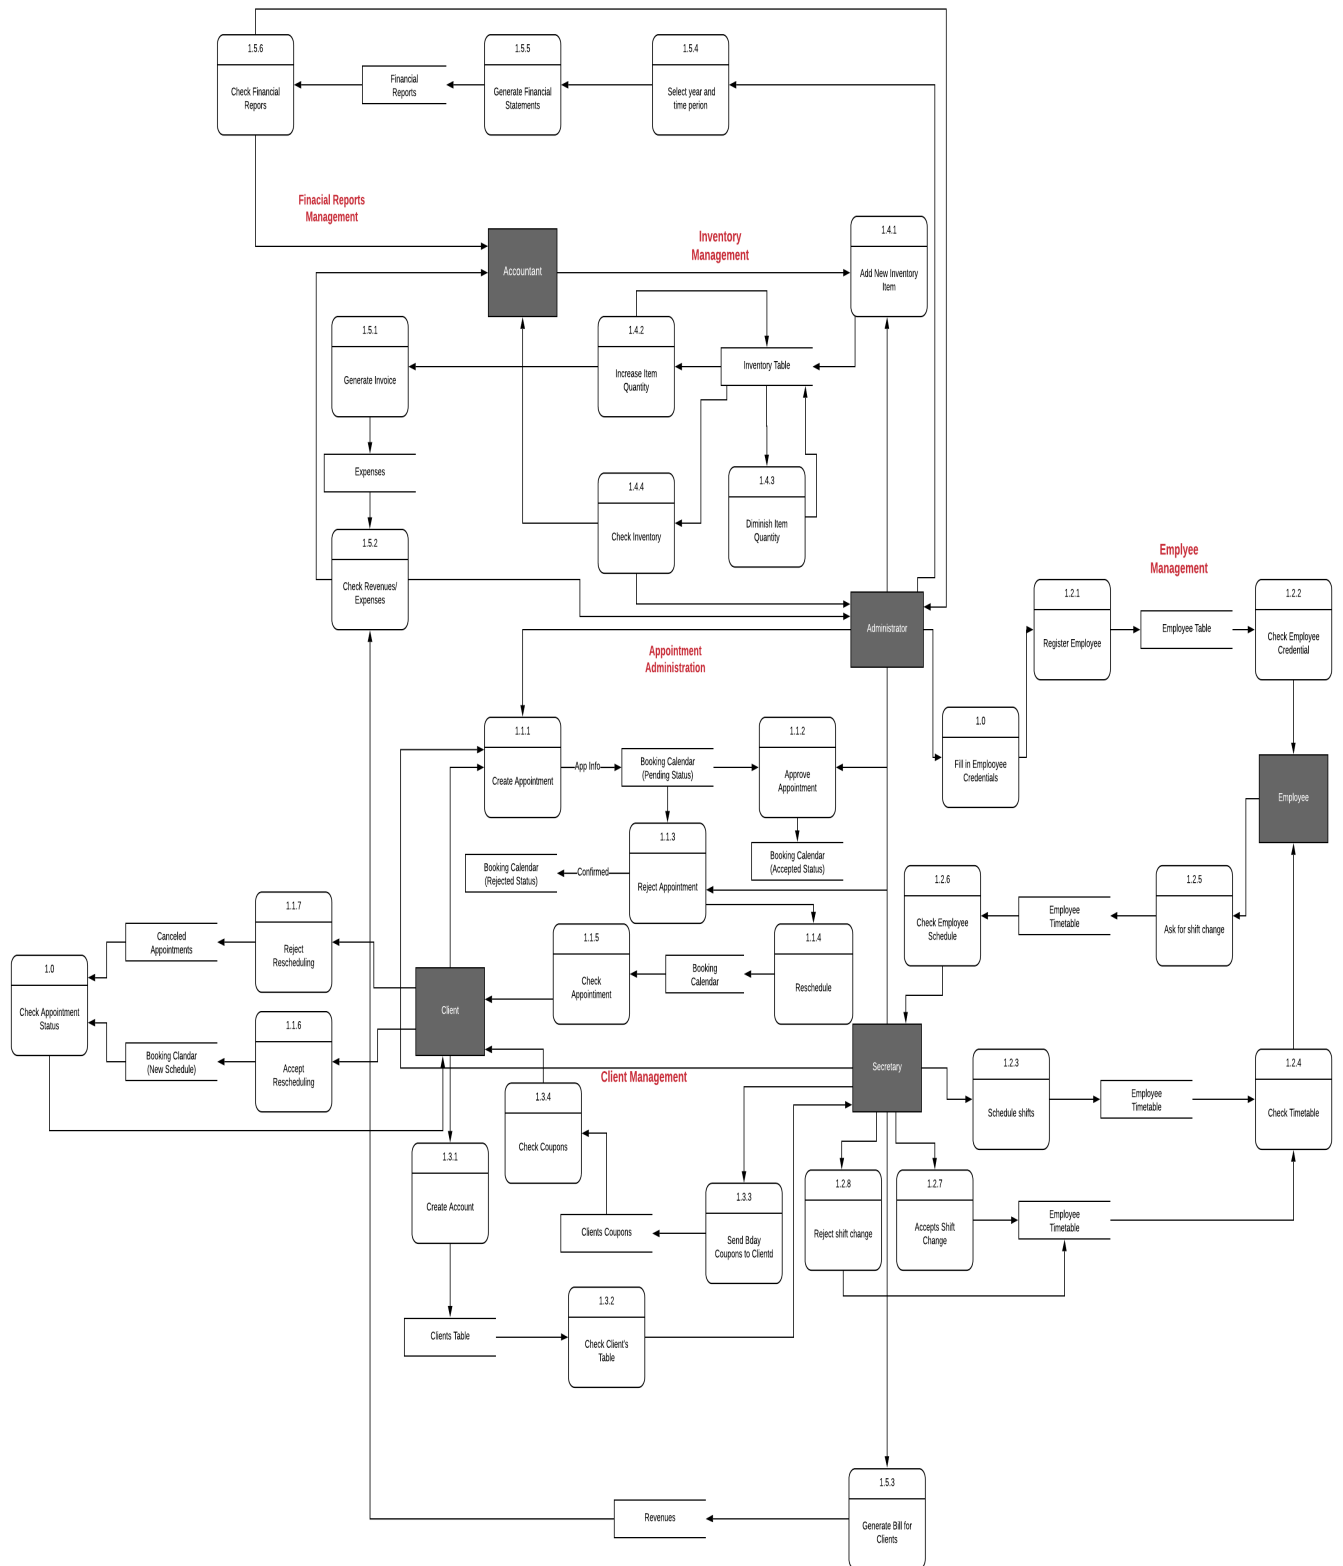 1.5.6
Check Financial
Repors
Financial
Reports
1.5.5
Generate Financial
Statements
1.5.4
Select year and
time perion
Finacial Reports
Management
Accountant
Inventory
Management
1.4.1
Add New Inventory
Item
1.5.1
Generate Invoice
1.4.2
Increase Item
Quantity
Inventory Table
Expenses
1.4.4
Check Inventory
1.4.3
Diminish Item
Quantity
1.5.2
Check Revenues/
Expenses
Emplyee
Management
Administrator
1.2.1
Register Employee
Employee Table
1.2.2
Check Employee
Credential
Appointment
Administration
1.1.1
Create Appointment
App Info
Booking Calendar
(Pending Status)
1.1.2
Approve
Appointment
1.0
Fill in Emplooyee
Credentials
Employee
Booking Calendar
(Rejected Status)
Confirmed
1.1.3
Reject Appointment
Booking Calendar
(Accepted Status)
1.2.6
Check Employee
Schedule
Employee
Timetable
1.2.5
Ask for shift change
1.1.7
Reject
Rescheduling
Canceled
Appointments
1.0
Check Appointment
Status
Client
1.1.5
Check
Appointiment
Booking
Calendar
1.1.4
Reschedule
1.1.6
Accept
Rescheduling
Booking Clandar
(New Schedule)
Client Management
Secretary
1.2.3
Schedule shifts
Employee
Timetable
1.2.4
Check Timetable
1.3.4
Check Coupons
1.3.1
Create Account
Clients Coupons
1.3.3
Send Bday
Coupons to Clientd
1.2.8
Reject shift change
1.2.7
Accepts Shift
Change
Employee
Timetable
Clients Table
1.3.2
Check Client's
Table
Revenues
1.5.3
Generate Bill for
Clients